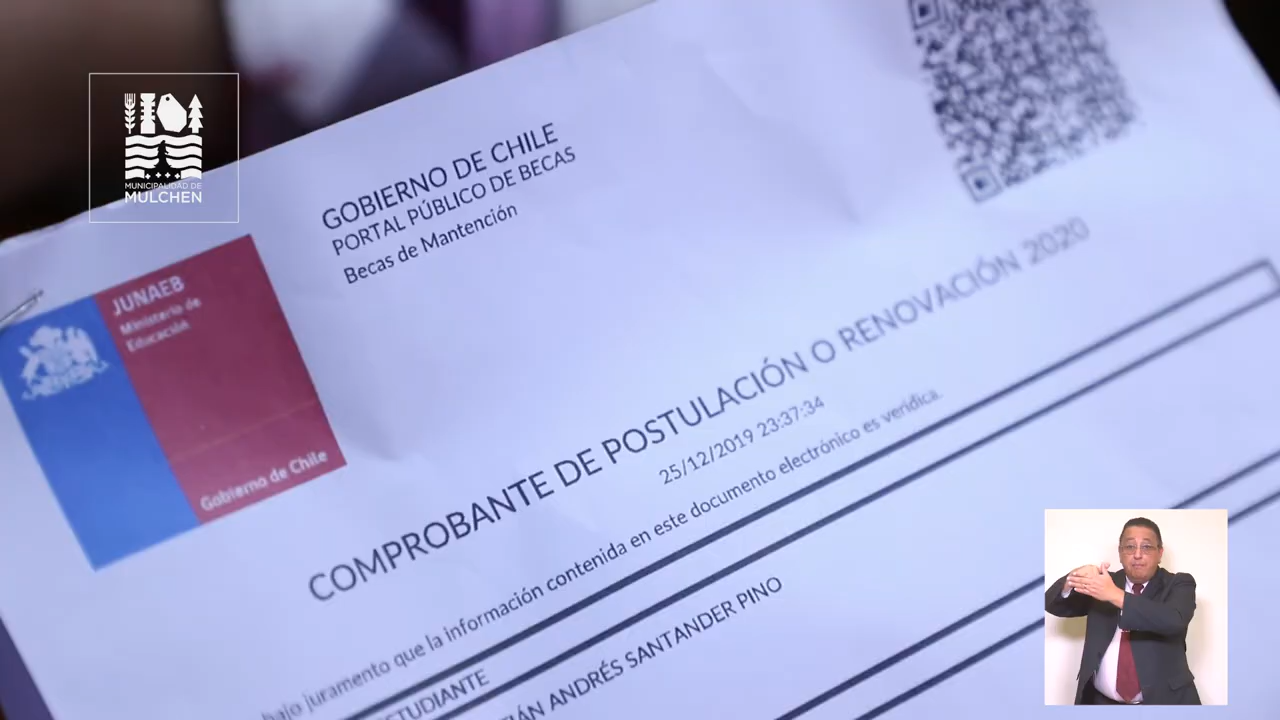 MUNICIPALIDAD DE
MULCHEN
GOBIERNO DE CHILE
PORTAL PÚBLICO DE BECAS
Becas de Mantención
JUNAEB
Ministerio de
Educación
Gobierno de Chile
COMPROBANTE DE POSTULACIÓN O RENOVACIÓN 2020
25/12/2019 23:37:34
bajo juramento que la información contenida en este documento electrónico es verídica.
ANDRÉS SANTANDER PINO